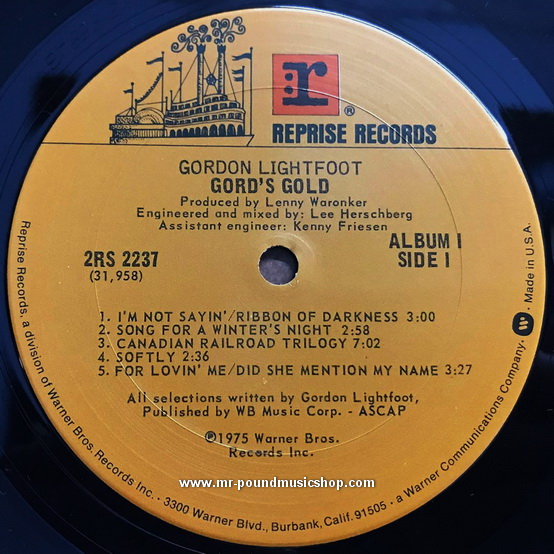 r ®
REPRISE RECORDS
GORDON LIGHTFOOT
GORD'S GOLD
Produced by Lenny Waronker
Engineered and mixed by: Lee Herschberg
Assistant engineer: Kenny Friesen
2RS 2237
(31,958)
ALBUM I
SIDE I
1. I'M NOT SAYIN'/RIBBON OF DARKNESS 3:00
2. SONG FOR A WINTER'S NIGHT 2:58
3. CANADIAN RAILROAD TRILOGY 7:02
4. SOFTLY 2:36
5. FOR LOVIN' ME/DID SHE MENTION MY NAME 3:27
All selections written by Gordon Lightfoot,
Published by WB Music Corp. - ASCAP
℗1975 Warner Bros.
Records Inc.
www.mr-poundmusicshop.com
Reprise Records, a division of Warner Bros. Records Inc. · 3300 Warner Blvd., Burbank, Calif. 91505 · a Warner Communications Company. · Made in U.S.A.